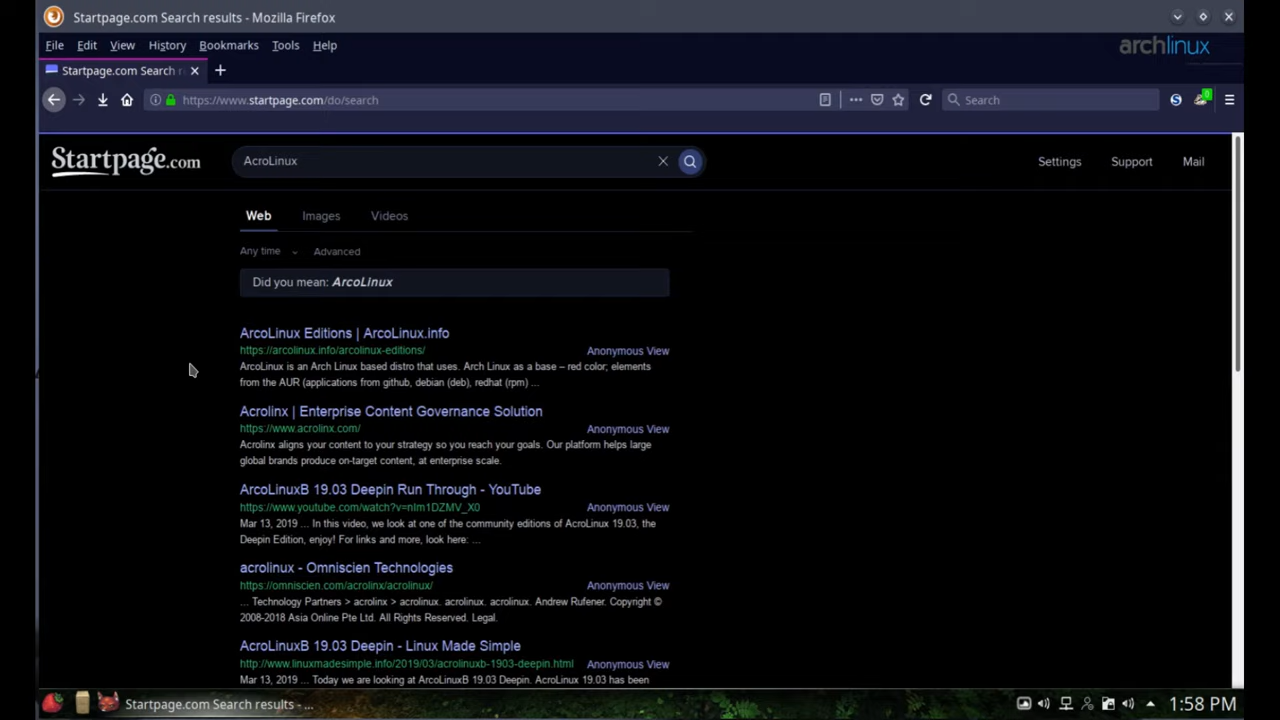 Startpage.com Search results - Mozilla Firefox
File Edit View History Bookmarks Tools Help
archlinux
Startpage.com Search r
https://www.startpage.com/do/search
Search
0
Startpage.com
AcroLinux
Settings Support Mail
Web Images Videos
Any time Advanced
Did you mean: ArcoLinux
ArcoLinux Editions | ArcoLinux.info
https://arcolinux.info/arcolinux-editions/ Anonymous View
ArcoLinux is an Arch Linux based distro that uses. Arch Linux as a base – red color; elements
from the AUR (applications from github, debian (deb), redhat (rpm) ...
Acrolinx | Enterprise Content Governance Solution
https://www.acrolinx.com/ Anonymous View
Acrolinx aligns your content to your strategy so you reach your goals. Our platform helps large
global brands produce on-target content, at enterprise scale.
ArcoLinuxB 19.03 Deepin Run Through - YouTube
https://www.youtube.com/watch?v=nIm1DZMV_X0 Anonymous View
Mar 13, 2019 ... In this video, we look at one of the community editions of AcroLinux 19.03, the
Deepin Edition, enjoy! For links and more, look here: ...
acrolinux - Omniscien Technologies
https://omniscien.com/acrolinx/acrolinux/ Anonymous View
... Technology Partners > acrolinx > acrolinux. acrolinux. acrolinux. Andrew Rufener. Copyright ©
2008-2018 Asia Online Pte Ltd. All Rights Reserved. Legal.
AcroLinuxB 19.03 Deepin - Linux Made Simple
http://www.linuxmadesimple.info/2019/03/acrolinuxb-1903-deepin.html Anonymous View
Mar 13, 2019 ... Today we are looking at ArcoLinuxB 19.03 Deepin. AcroLinux 19.03 has been
Startpage.com Search results - ...
1:58 PM